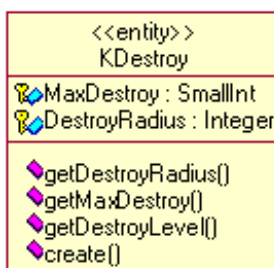 <<entity>>
KDestroy
MaxDestroy : SmallInt
DestroyRadius : Integer
getDestroyRadius()
getMaxDestroy()
getDestroyLevel()
create()